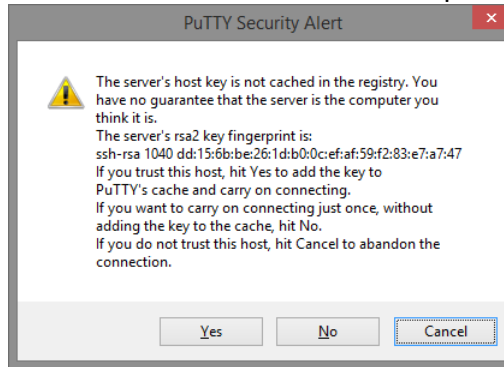 PuTTY Security Alert
The server's host key is not cached in the registry. You
have no guarantee that the server is the computer you
think it is.
The server's rsa2 key fingerprint is:
ssh-rsa 1040 dd:15:6b:be:26:1d:b0:0c:ef:af:59:f2:83:e7:a7:47
If you trust this host, hit Yes to add the key to
PuTTY's cache and carry on connecting.
If you want to carry on connecting just once, without
adding the key to the cache, hit No.
If you do not trust this host, hit Cancel to abandon the
connection.
Yes No Cancel